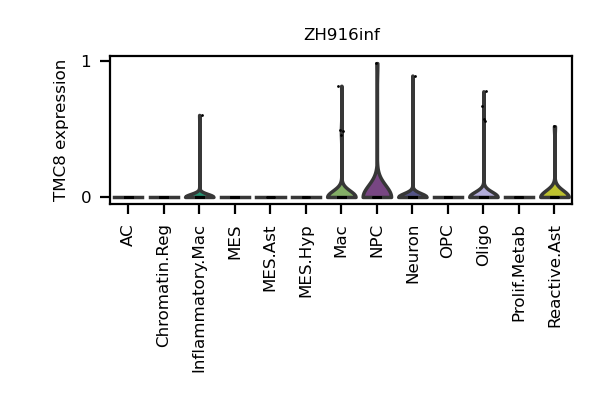 ZH916inf
TMC8 expression
1
0
AC
Chromatin.Reg
Inflammatory.Mac
MES
MES.Ast
MES.Hyp
Mac
NPC
Neuron
OPC
Oligo
Prolif.Metab
Reactive.Ast